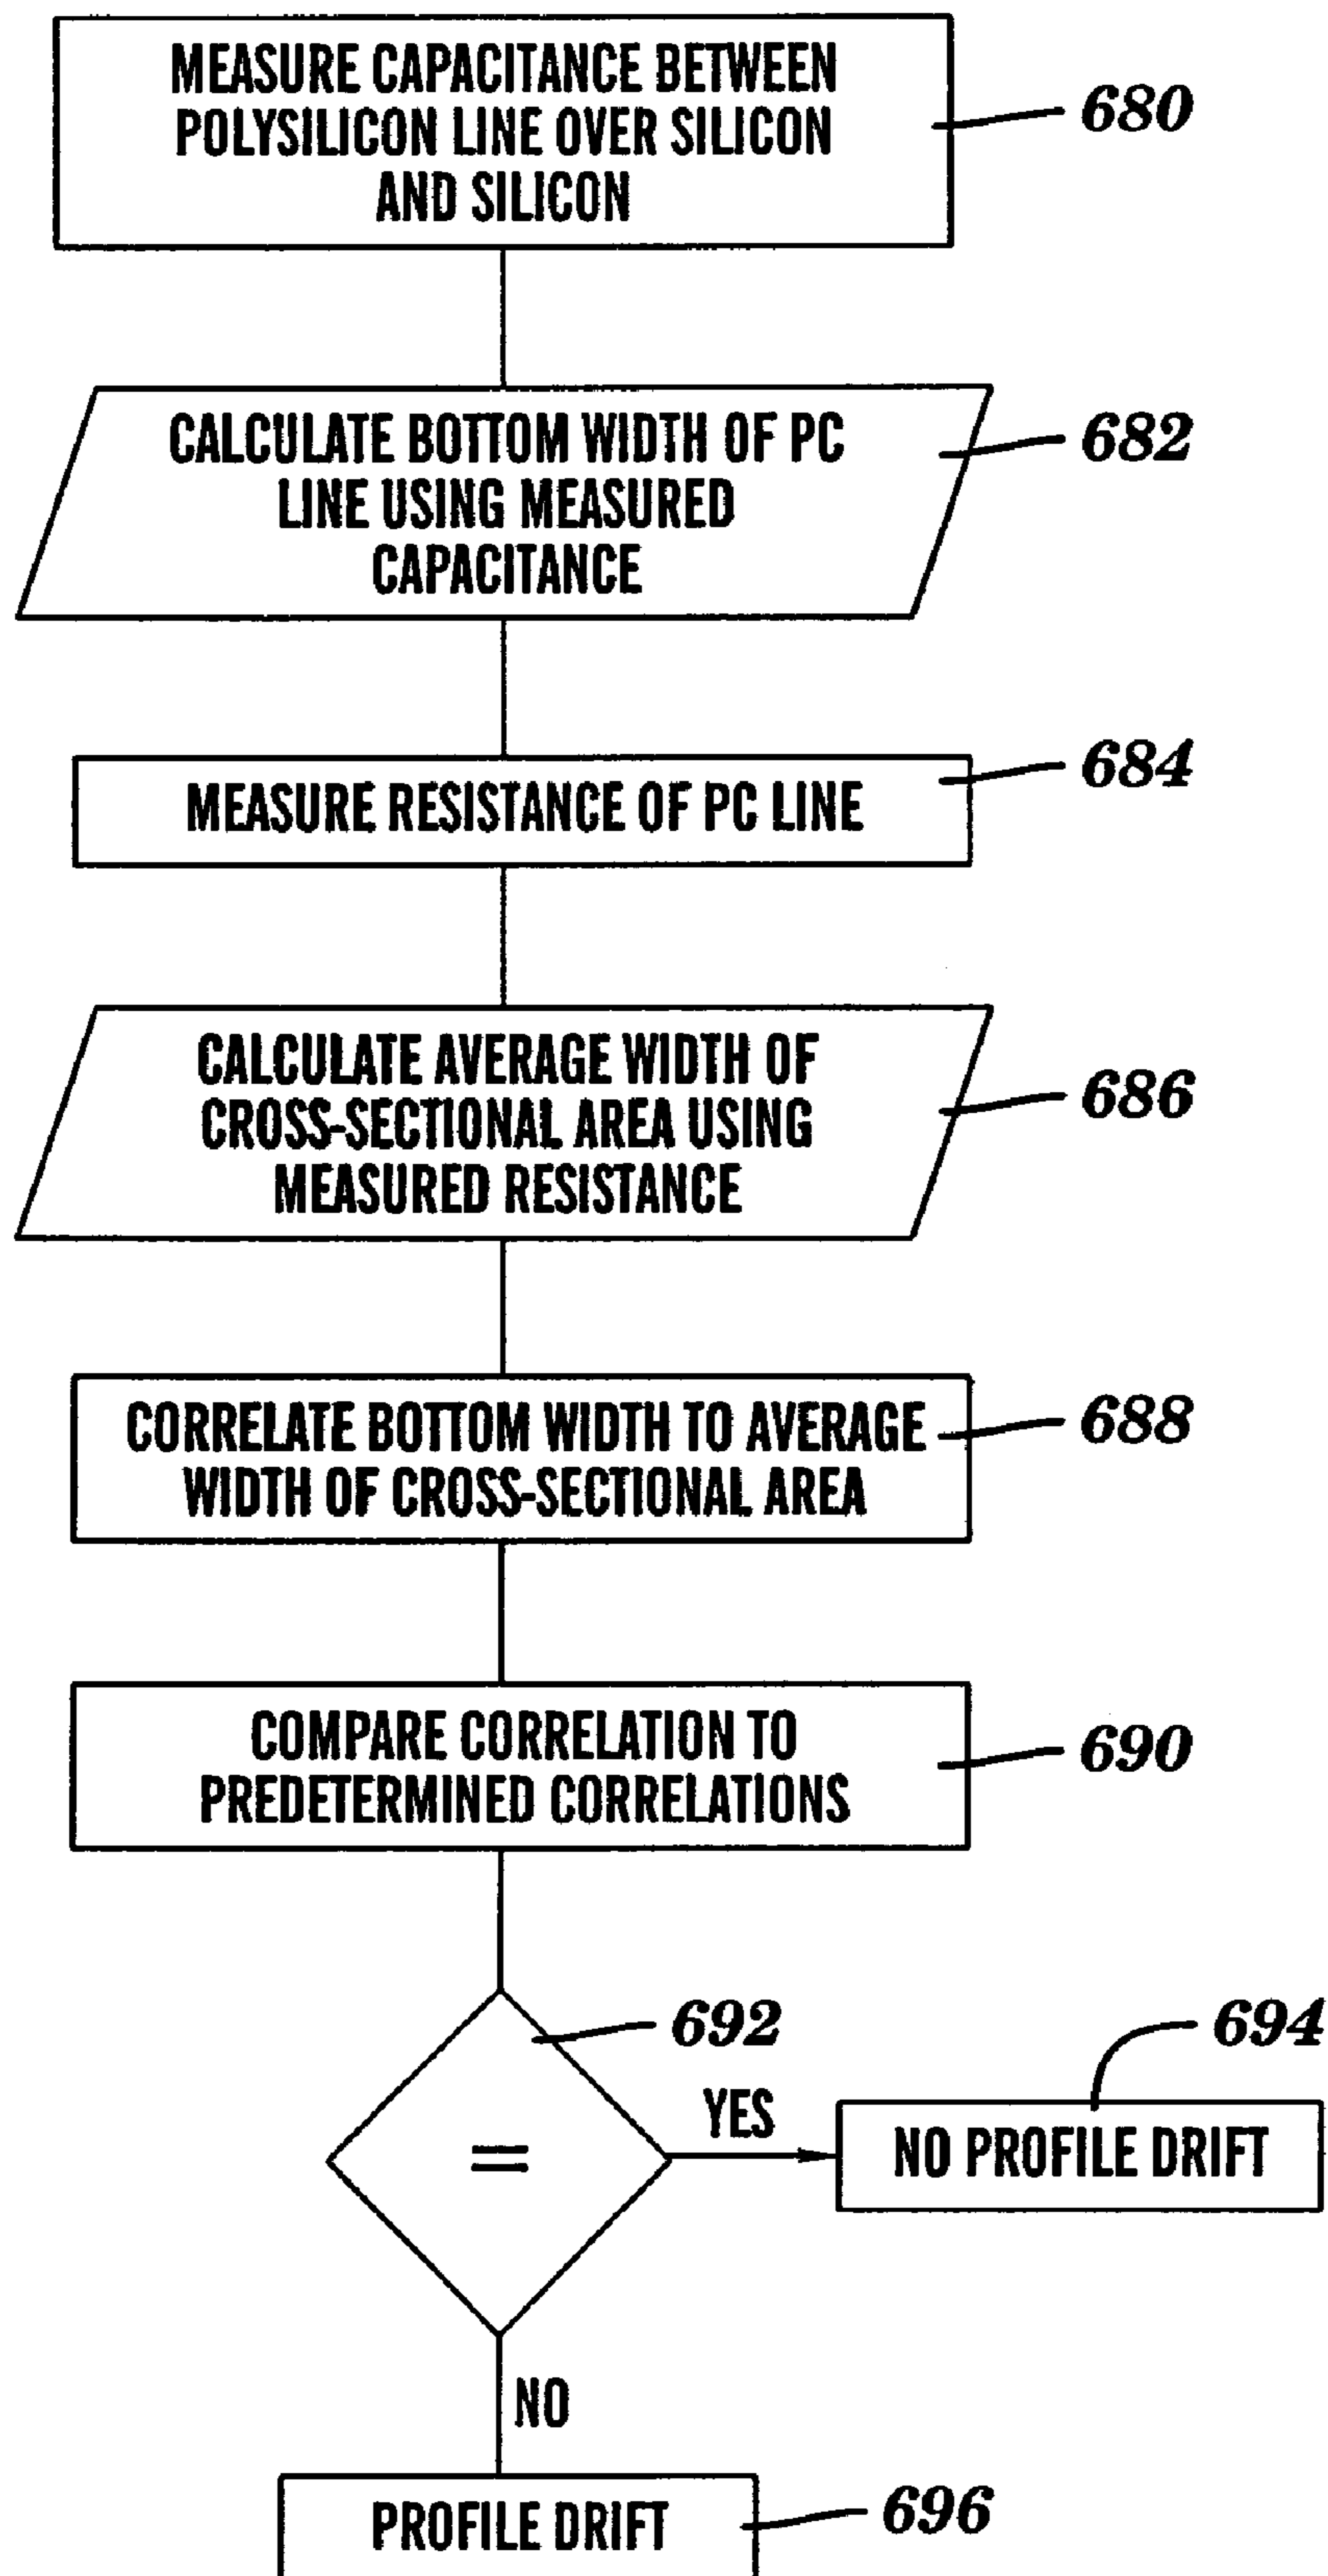 MEASURE CAPACITANCE BETWEEN
POLYSILICON LINE OVER SILICON
AND SILICON
680
CALCULATE BOTTOM WIDTH OF PC
LINE USING MEASURED
CAPACITANCE
682
MEASURE RESISTANCE OF PC LINE
684
CALCULATE AVERAGE WIDTH OF
CROSS-SECTIONAL AREA USING
MEASURED RESISTANCE
686
CORRELATE BOTTOM WIDTH TO AVERAGE
WIDTH OF CROSS-SECTIONAL AREA
688
COMPARE CORRELATION TO
PREDETERMINED CORRELATIONS
690
692
=
YES
694
NO PROFILE DRIFT
NO
PROFILE DRIFT
696